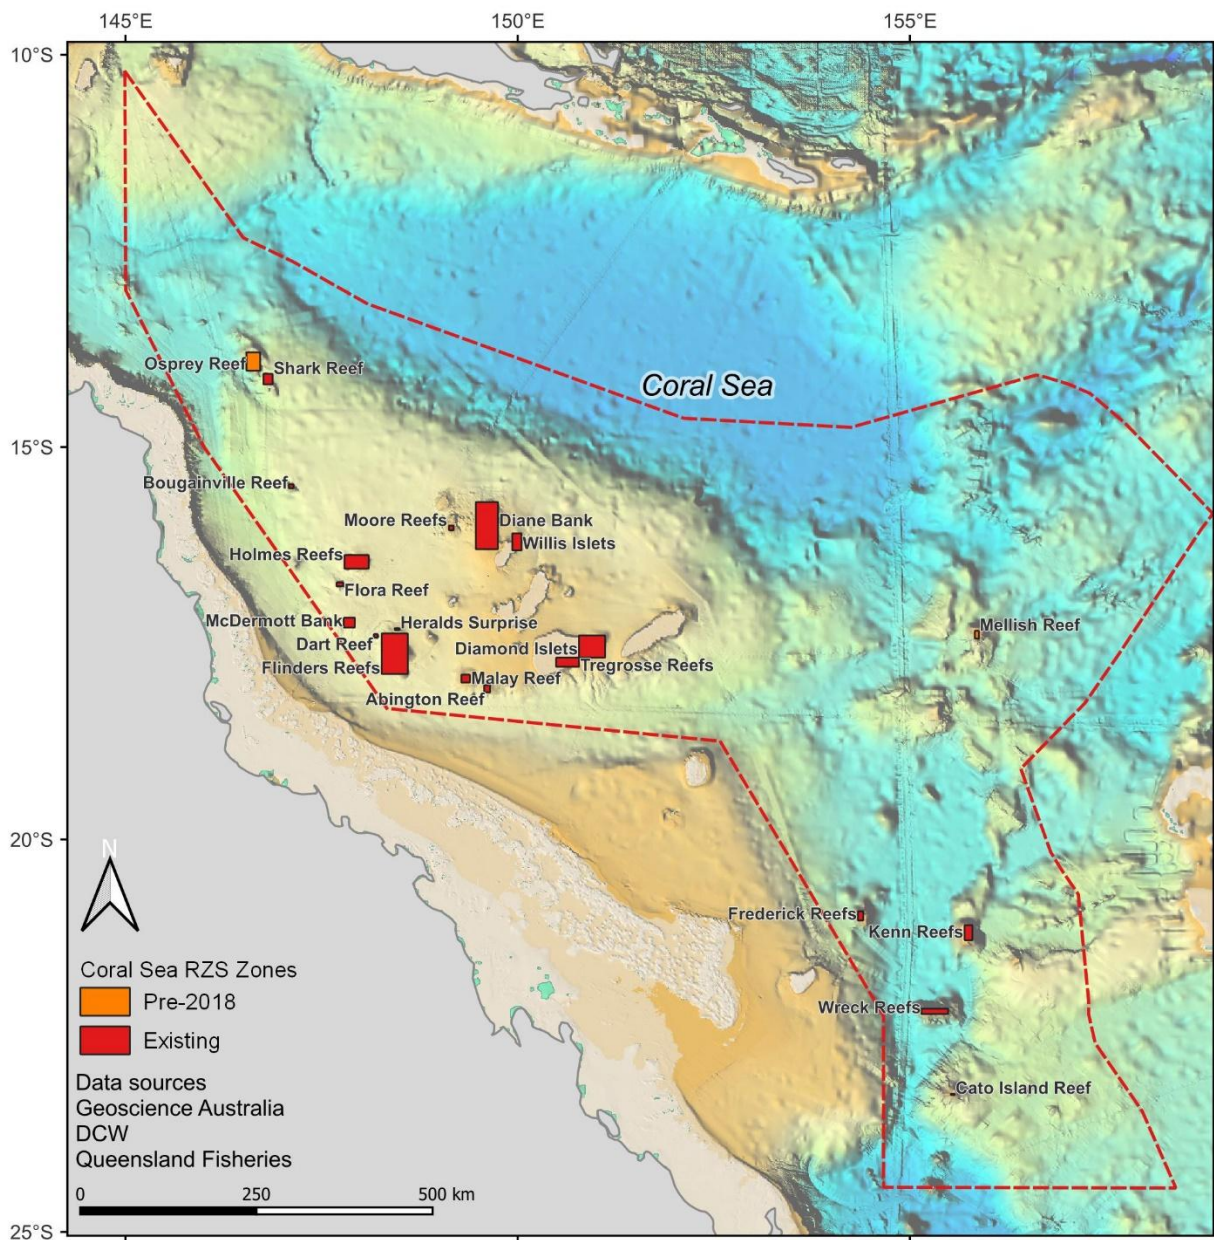 145°E
150°E
155°E
10°S
Osprey Reef
Shark Reef
Coral Sea
15°S
Bougainville Reef
Moore Reefs
Diane Bank
Willis Islets
Holmes Reefs
Flora Reef
McDermott Bank
Heralds Surprise
Dart Reef
Mellish Reef
Diamond Islets
Flinders Reefs
Tregrosse Reefs
Malay Reef
Abington Reef
20°S
N
Frederick Reefs
Kenn Reefs
Coral Sea RZS Zones
Pre-2018
Wreck Reefs
Existing
Data sources
Cato Island Reef
Geoscience Australia
DCW
Queensland Fisheries
0 250 500 km
25°S